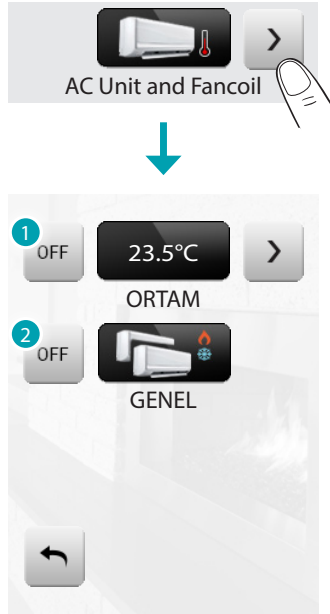 AC Unit and Fancoil
1
OFF
23.5°C
ORTAM
2
OFF
GENEL